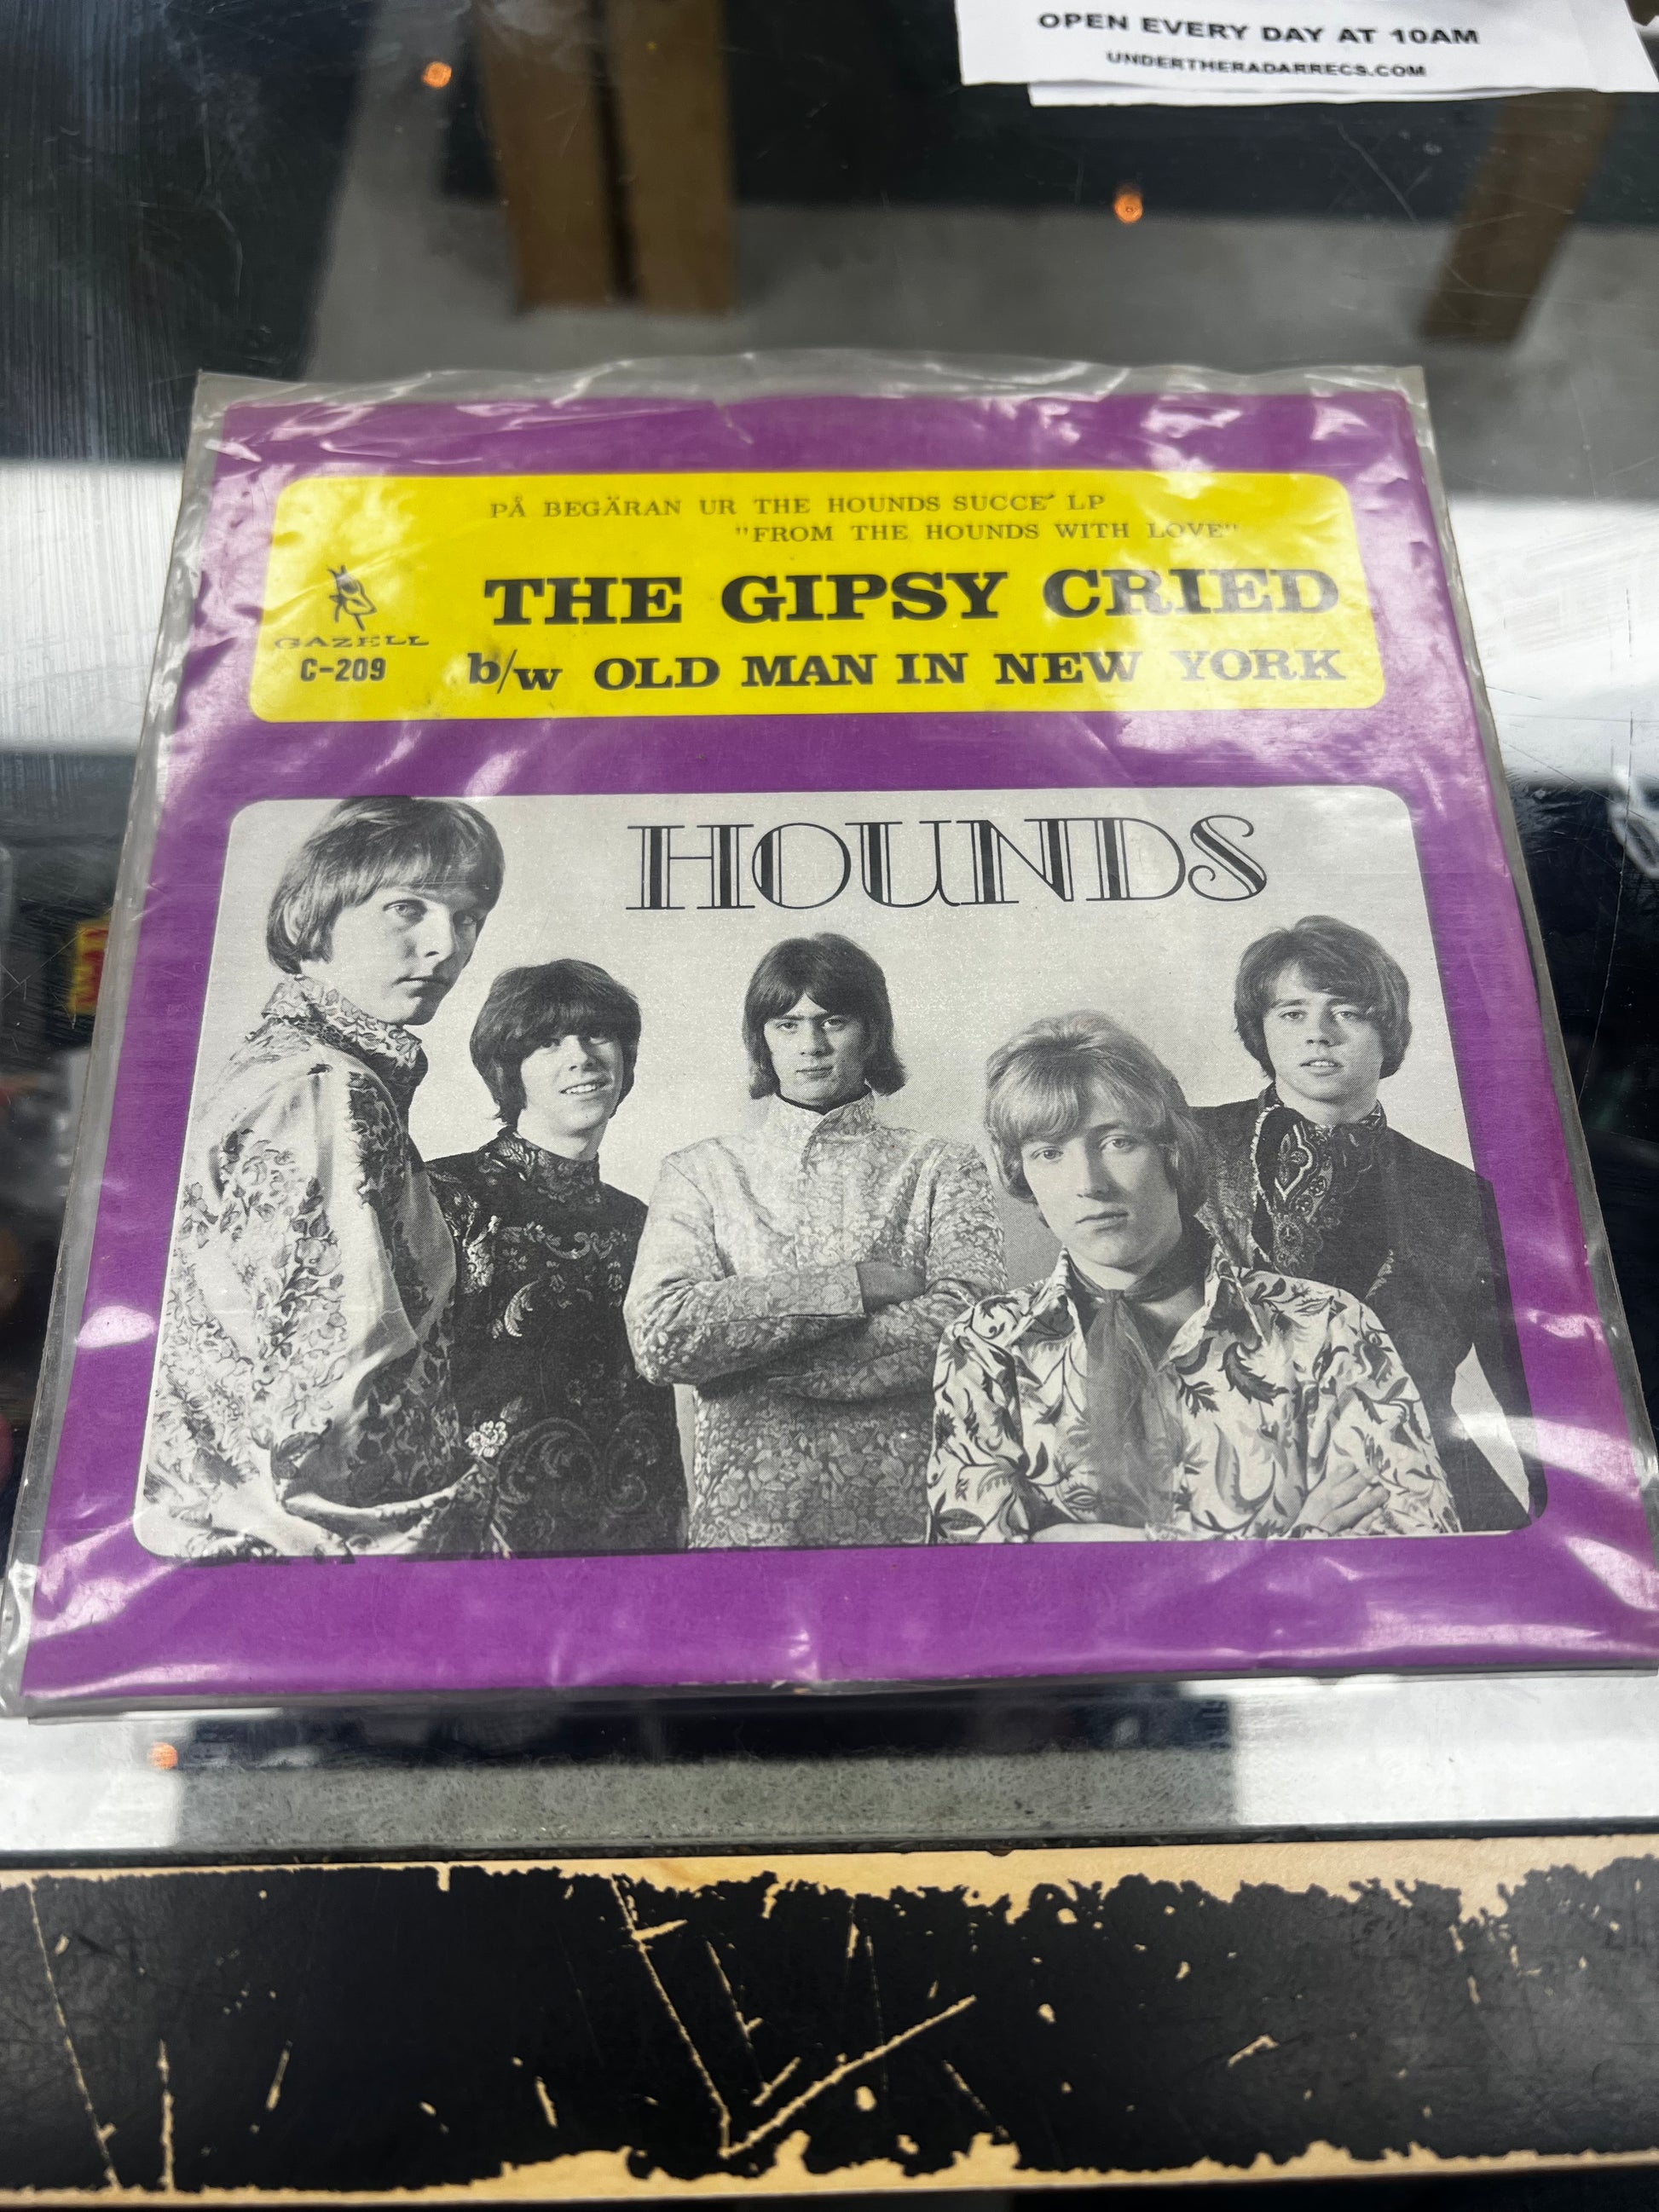 OPEN EVERY DAY AT 10AM
UNDERTHERADARRECS.COM
PÅ BEGÄRAN UR THE HOUNDS SUCCE´ LP
"FROM THE HOUNDS WITH LOVE"
THE GIPSY CRIED
GAZELL
C-209
b/w OLD MAN IN NEW YORK
HOUNDS